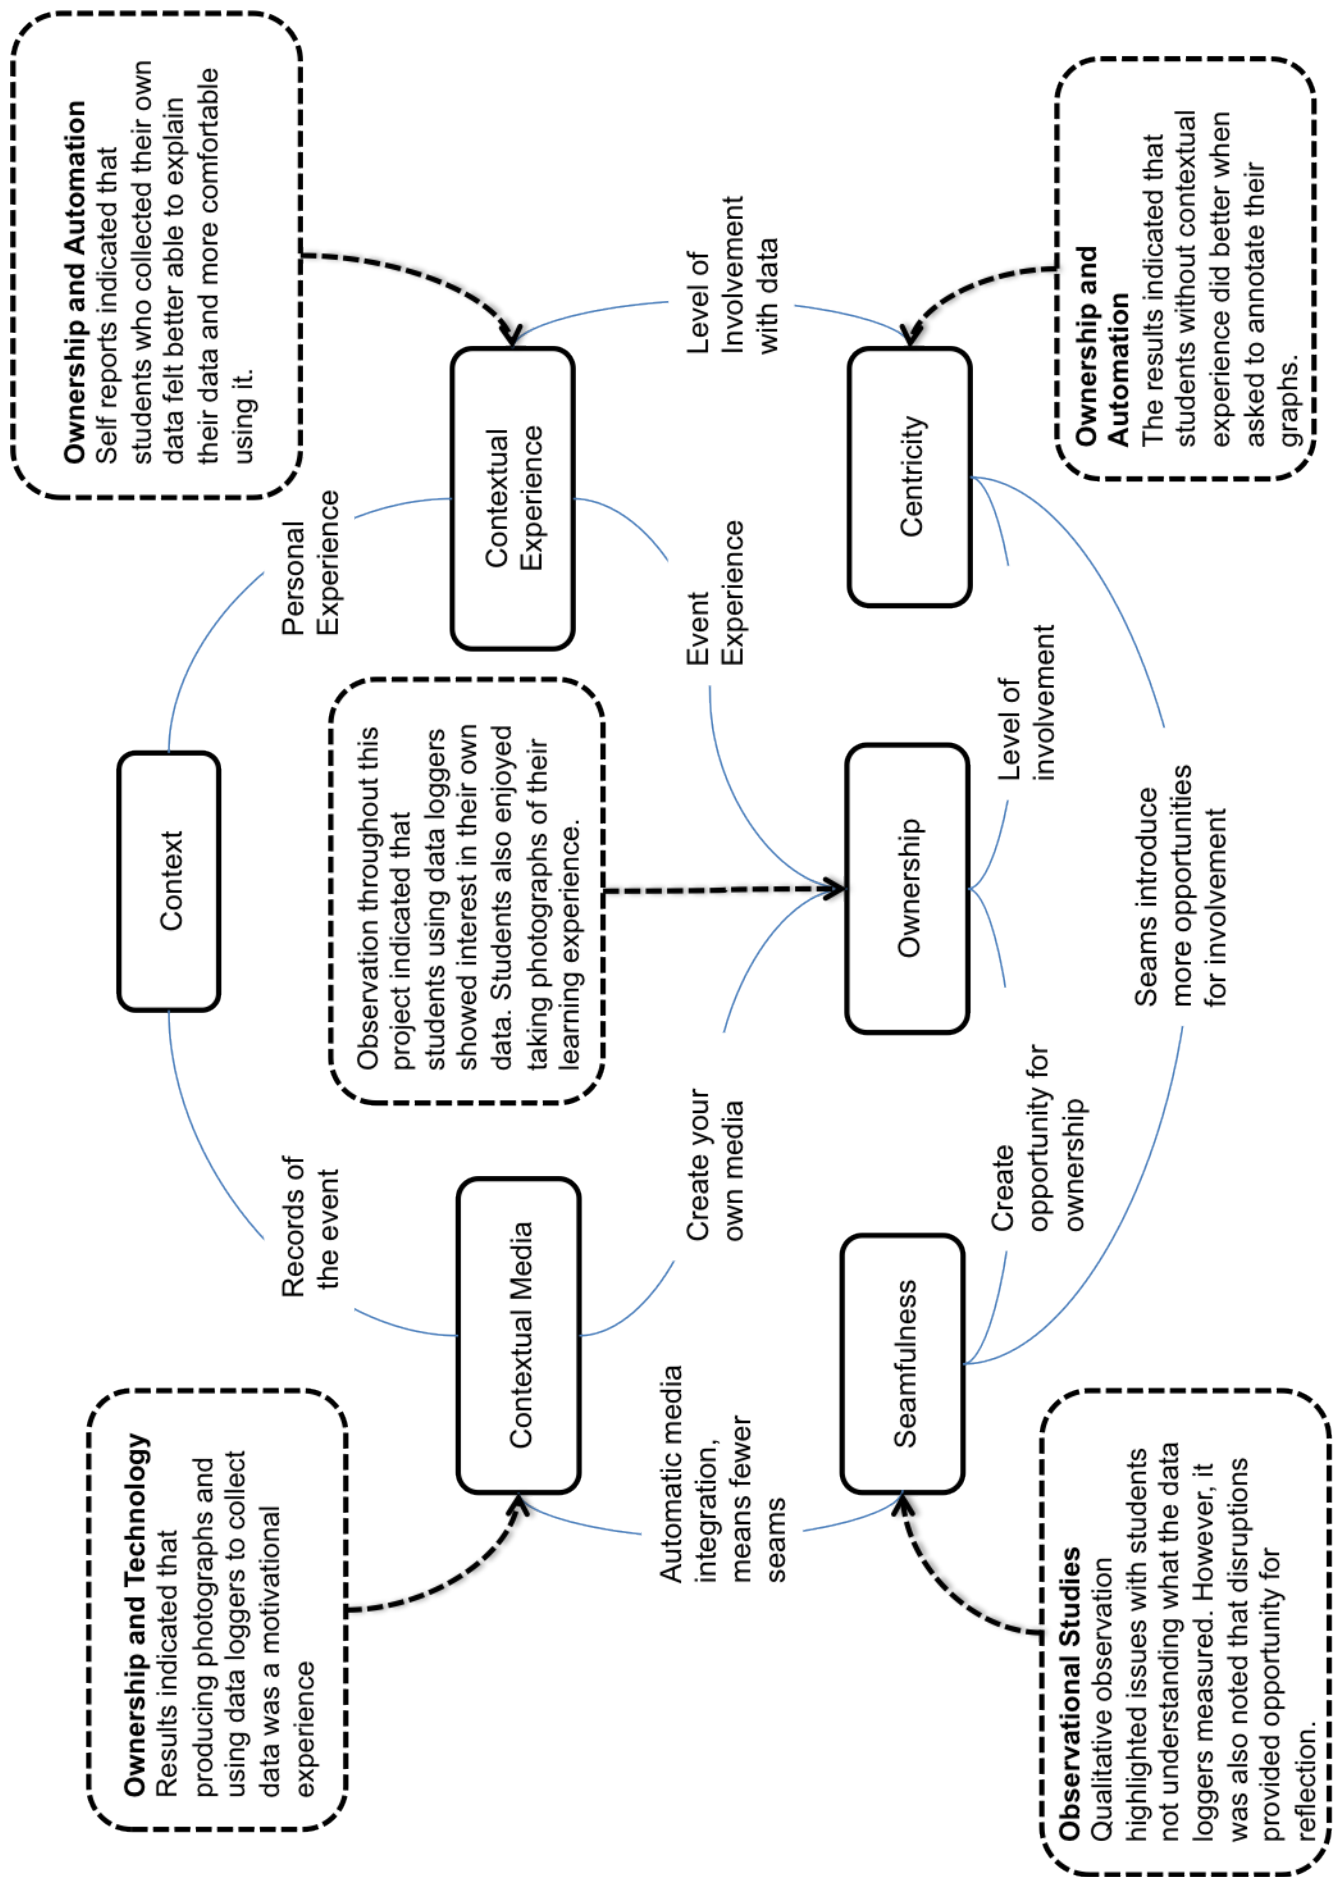 Ownership and Technology
Results indicated that
producing photographs and
using data loggers to collect
data was a motivational
experience
Context
Ownership and Automation
Self reports indicated that
students who collected their own
data felt better able to explain
their data and more comfortable
using it.
Records of
the event
Personal
Experience
Observation throughout this
project indicated that
students using data loggers
showed interest in their own
data. Students also enjoyed
taking photographs of their
learning experience.
Contextual Media
Contextual
Experience
Automatic media
integration,
means fewer
seams
Create your
own media
Event
Experience
Level of
Involvement
with data
Seamfulness
Ownership
Centricity
Create
opportunity for
ownership
Level of
involvement
Seams introduce
more opportunities
for involvement
Observational Studies
Qualitative observation
highlighted issues with students
not understanding what the data
loggers measured. However, it
was also noted that disruptions
provided opportunity for
reflection.
Ownership and
Automation
The results indicated that
students without contextual
experience did better when
asked to annotate their
graphs.